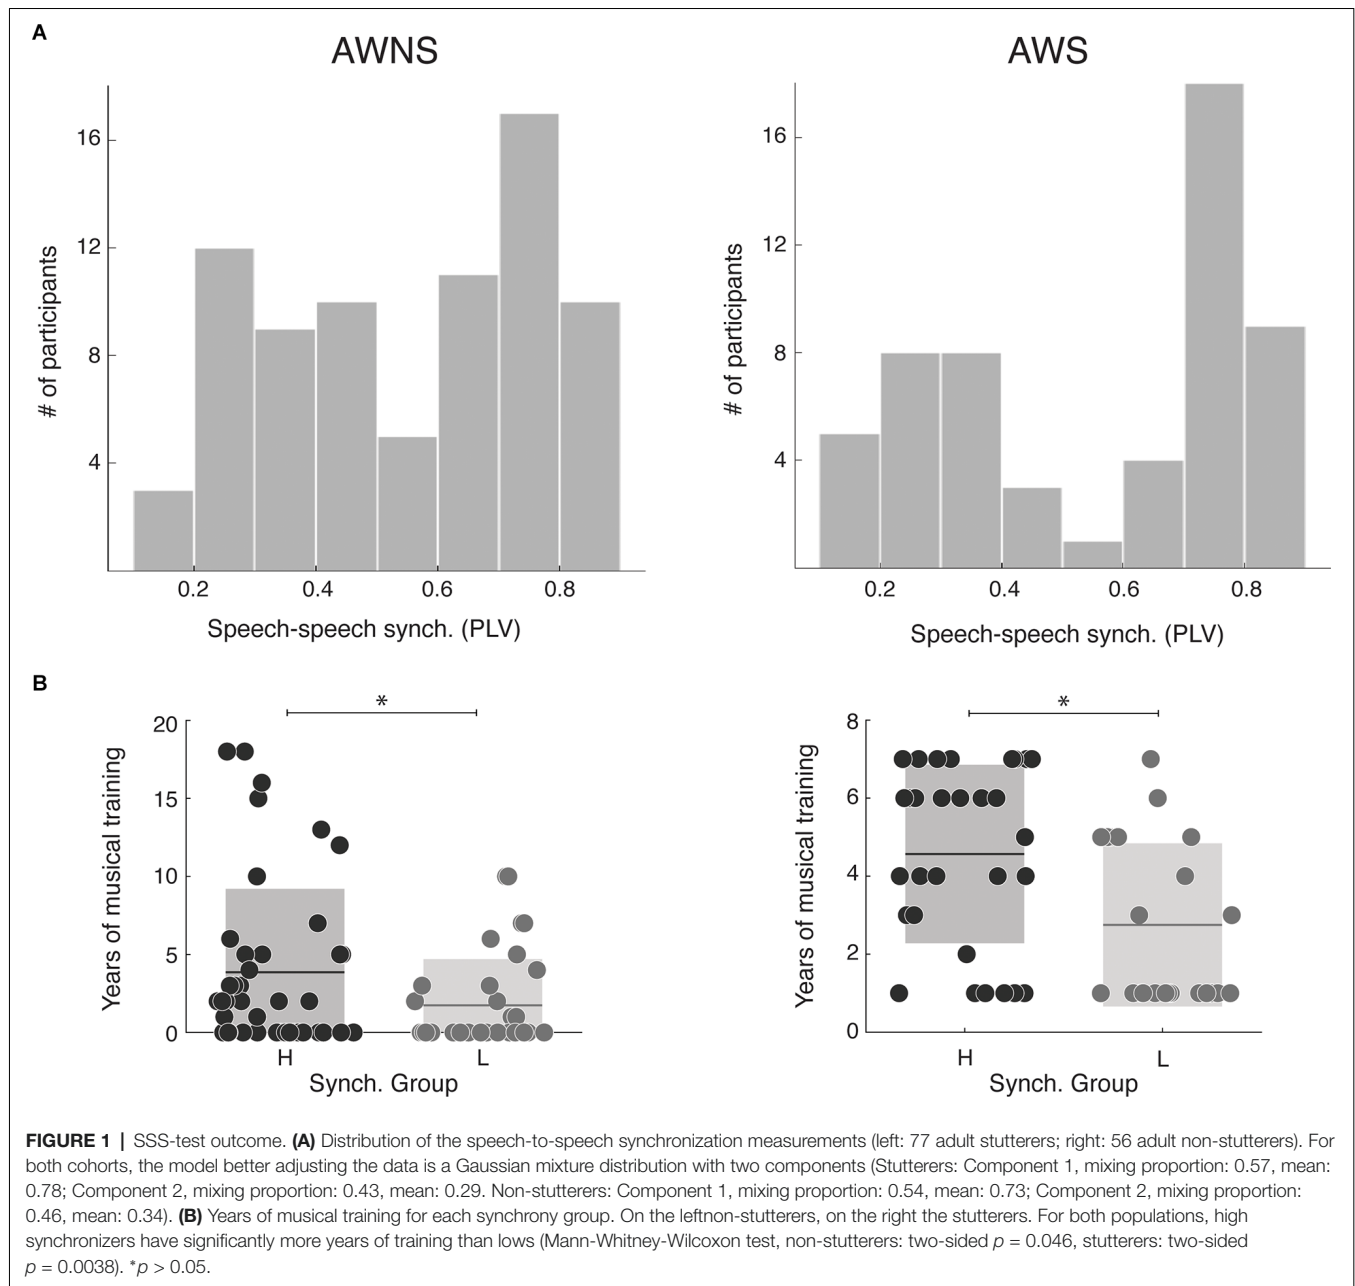 A
AWNS
AWS
16
12
8
4
# of participants
0.2 0.4 0.6 0.8
Speech-speech synch. (PLV)
16
12
8
4
# of participants
0.2 0.4 0.6 0.8
Speech-speech synch. (PLV)
B
*
20
15
10
5
0
Years of musical training
H L
Synch. Group
*
8
6
4
2
0
Years of musical training
H L
Synch. Group
FIGURE 1 | SSS-test outcome. (A) Distribution of the speech-to-speech synchronization measurements (left: 77 adult stutterers; right: 56 adult non-stutterers). For
both cohorts, the model better adjusting the data is a Gaussian mixture distribution with two components (Stutterers: Component 1, mixing proportion: 0.57, mean:
0.78; Component 2, mixing proportion: 0.43, mean: 0.29. Non-stutterers: Component 1, mixing proportion: 0.54, mean: 0.73; Component 2, mixing proportion:
0.46, mean: 0.34). (B) Years of musical training for each synchrony group. On the leftnon-stutterers, on the right the stutterers. For both populations, high
synchronizers have significantly more years of training than lows (Mann-Whitney-Wilcoxon test, non-stutterers: two-sided p = 0.046, stutterers: two-sided
p = 0.0038). *p > 0.05.